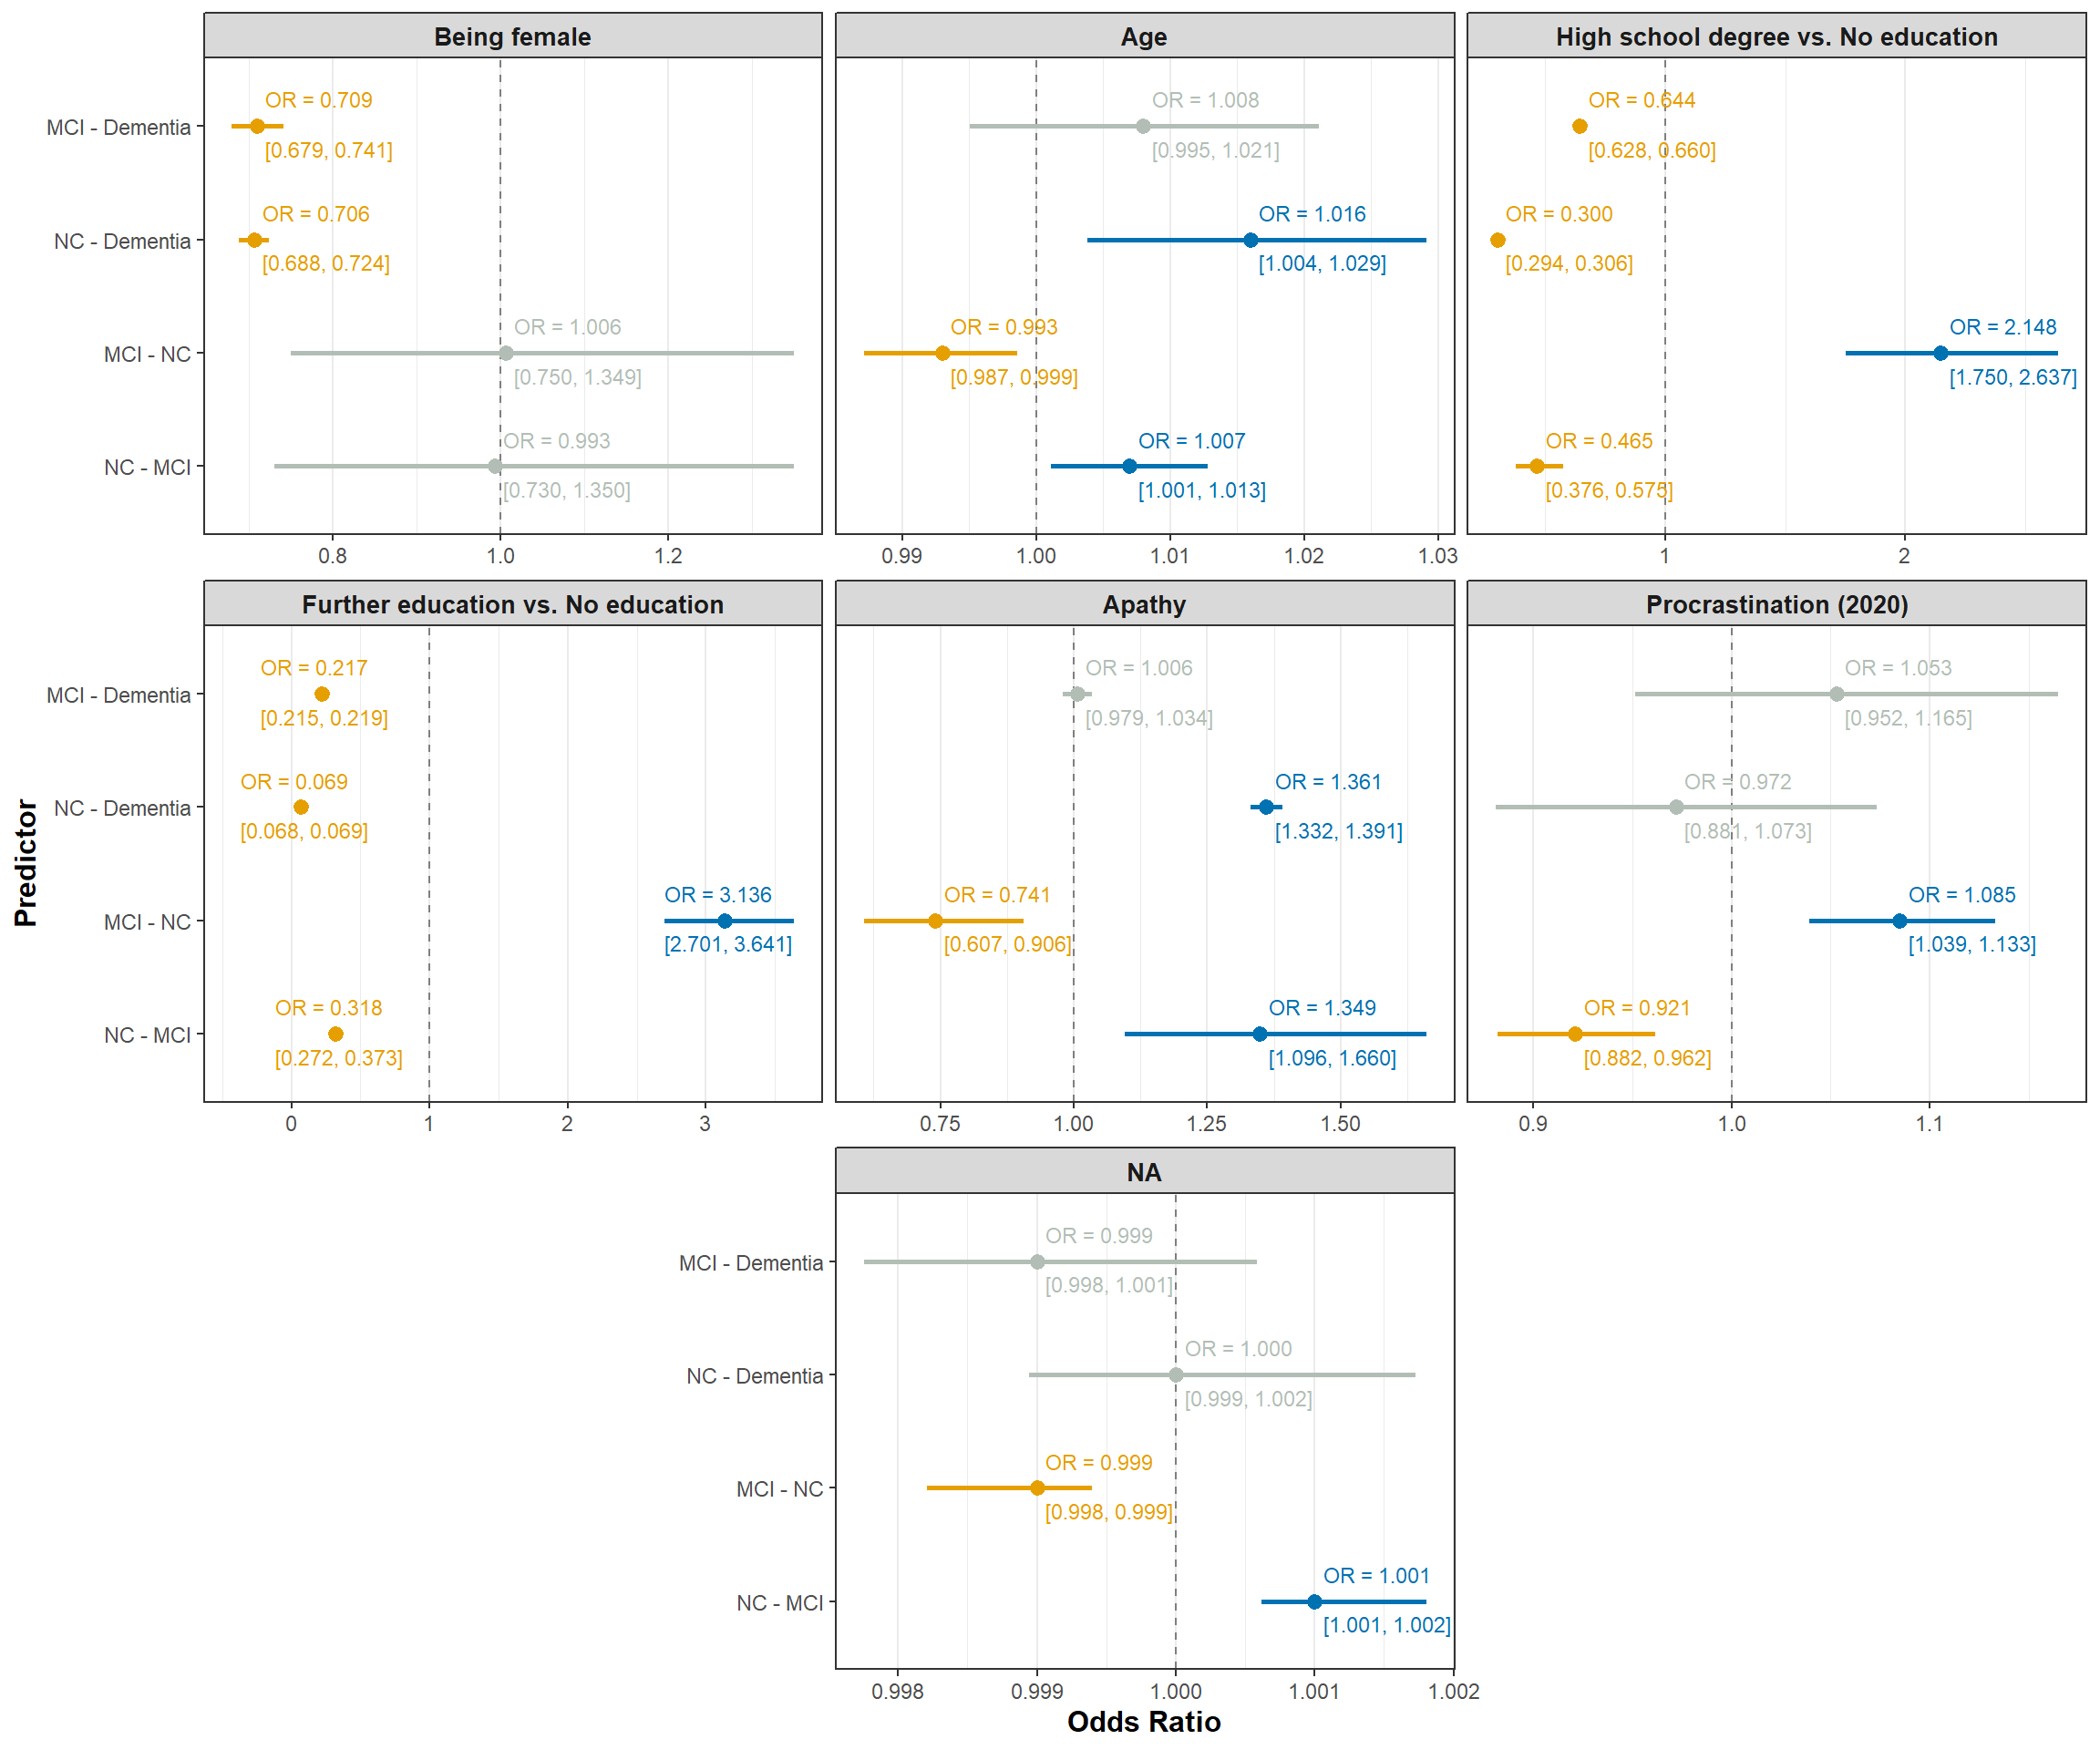 Being female
Age
High school degree vs. No education
MCI - Dementia
OR = 0.709
[0.679, 0.741]
OR = 1.008
[0.995, 1.021]
OR = 0.644
[0.628, 0.660]
NC - Dementia
OR = 0.706
[0.688, 0.724]
OR = 1.016
[1.004, 1.029]
OR = 0.300
[0.294, 0.306]
MCI - NC
OR = 1.006
[0.750, 1.349]
OR = 0.993
[0.987, 0.999]
OR = 2.148
[1.750, 2.637]
NC - MCI
OR = 0.993
[0.730, 1.350]
OR = 1.007
[1.001, 1.013]
OR = 0.465
[0.376, 0.575]
0.8 1.0 1.2
0.99 1.00 1.01 1.02 1.03
1 2
Further education vs. No education
Apathy
Procrastination (2020)
MCI - Dementia
OR = 0.217
[0.215, 0.219]
OR = 1.006
[0.979, 1.034]
OR = 1.053
[0.952, 1.165]
NC - Dementia
OR = 0.069
[0.068, 0.069]
OR = 1.361
[1.332, 1.391]
OR = 0.972
[0.881, 1.073]
MCI - NC
OR = 3.136
[2.701, 3.641]
OR = 0.741
[0.607, 0.906]
OR = 1.085
[1.039, 1.133]
NC - MCI
OR = 0.318
[0.272, 0.373]
OR = 1.349
[1.096, 1.660]
OR = 0.921
[0.882, 0.962]
0 1 2 3
0.75 1.00 1.25 1.50
0.9 1.0 1.1
Predictor
NA
MCI - Dementia
OR = 0.999
[0.998, 1.001]
NC - Dementia
OR = 1.000
[0.999, 1.002]
MCI - NC
OR = 0.999
[0.998, 0.999]
NC - MCI
OR = 1.001
[1.001, 1.002]
0.998 0.999 1.000 1.001 1.002
Odds Ratio